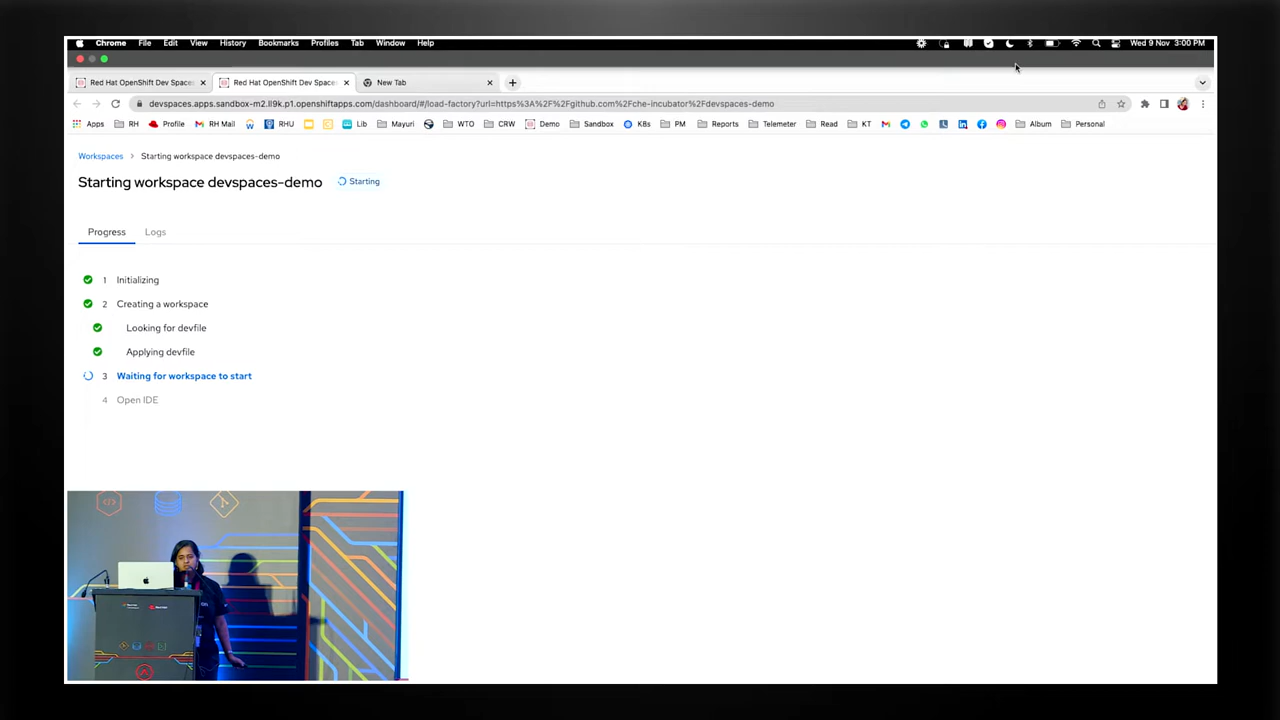 Chrome File Edit View History Bookmarks Profiles Tab Window Help Wed 9 Nov 3:00 PM
Red Hat OpenShift Dev Space Red Hat OpenShift Dev Space New Tab
devspaces.apps.sandbox-m2.ll9k.p1.openshiftapps.com/dashboard/#/load-factory?url=https%3A%2F%2Fgithub.com%2Fche-incubator%2Fdevspaces-demo
Apps RH Profile RH Mail RHU Lib Mayuri WTO CRW Demo Sandbox K8s PM Reports Telemeter Read KT Album Personal
Workspaces > Starting workspace devspaces-demo
Starting workspace devspaces-demo Starting
Progress Logs
1 Initializing
2 Creating a workspace
Looking for devfile
Applying devfile
3 Waiting for workspace to start
4 Open IDE